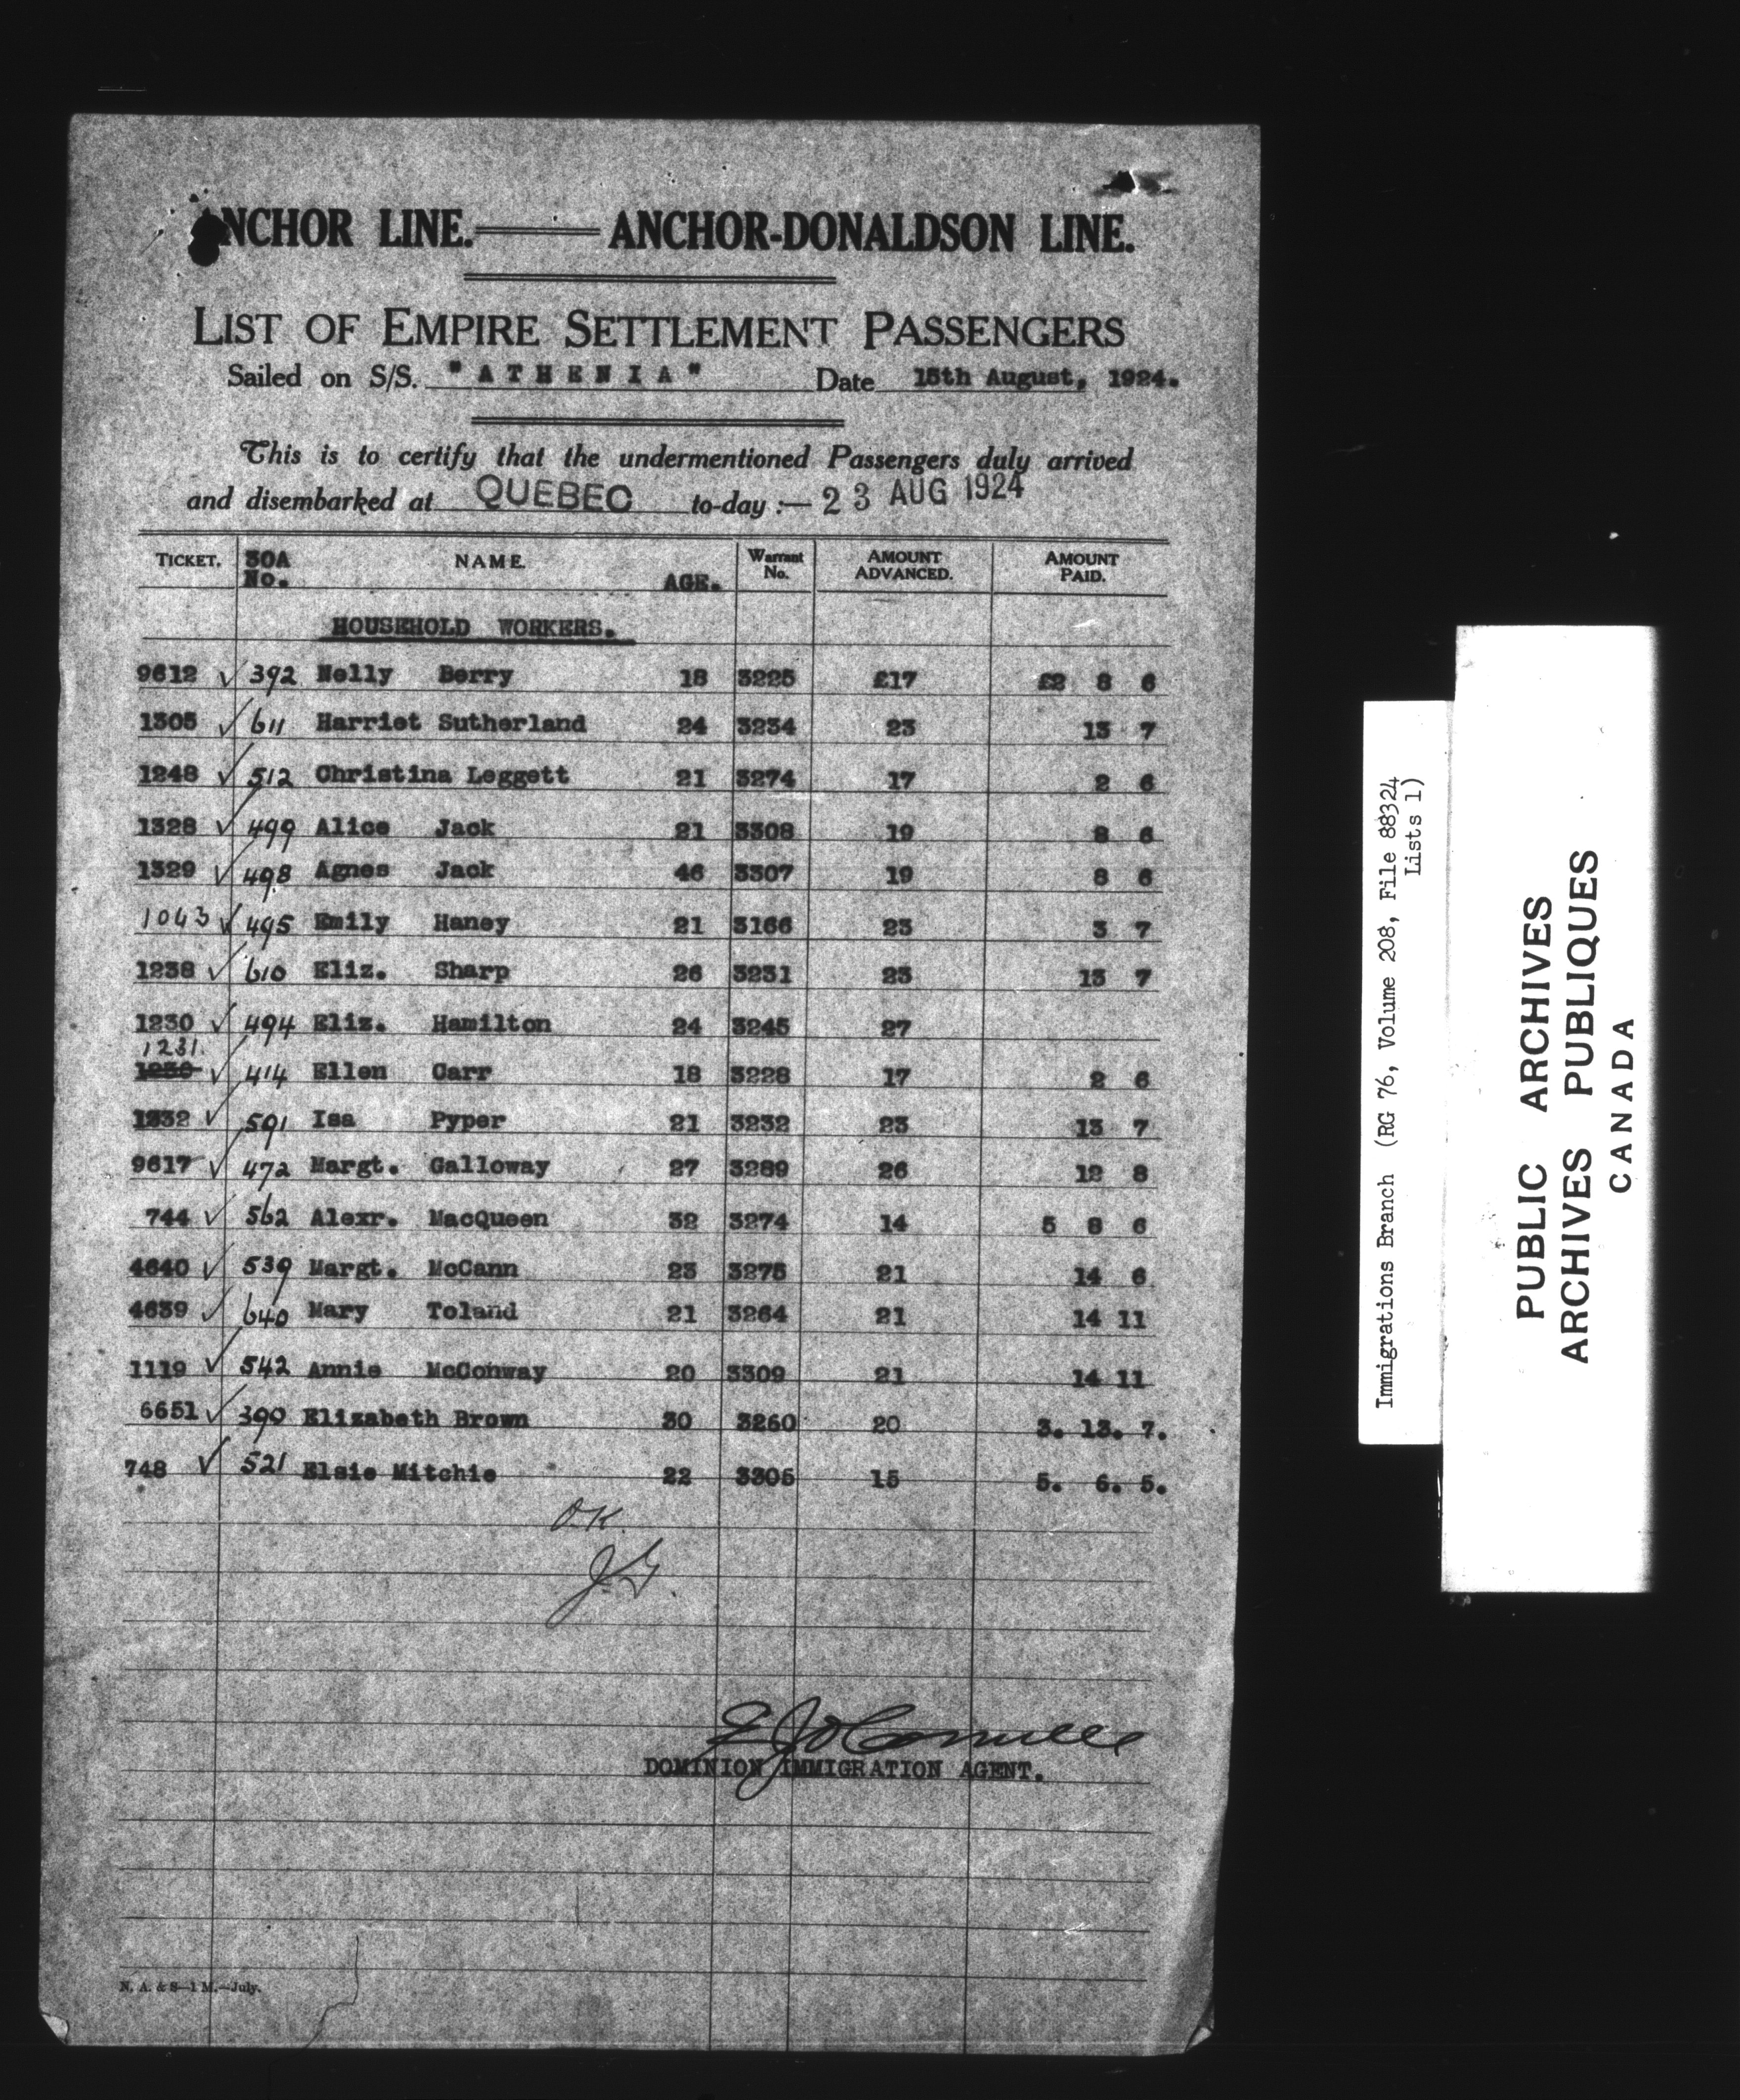 ANCHOR LINE. ANCHOR-DONALDSON LINE.
LIST OF EMPIRE SETTLEMENT PASSENGERS
Sailed on S/S. "ATHENIA" Date 15th August, 1924.
This is to certify that the undermentioned Passengers duly arrived
and disembarked at QUEBEC to-day :— 23 AUG 1924
TICKET. 30A No. NAME. AGE. Warrant No. AMOUNT ADVANCED. AMOUNT PAID.
HOUSEHOLD WORKERS.
9612 ✓ 392 Nelly Berry 18 3225 £17 £2 8 6
1305 ✓ 611 Harriet Sutherland 24 3234 23 13 7
1248 ✓ 512 Christina Leggett 21 3274 17 2 6
1328 ✓ 499 Alice Jack 21 3308 19 8 6
1329 ✓ 498 Agnes Jack 46 3307 19 8 6
1043 ✓ 495 Emily Haney 21 3166 23 3 7
1238 ✓ 610 Eliz. Sharp 26 3231 23 13 7
1230 ✓ 494 Eliz. Hamilton 24 3245 27
1231.
1230 ✓ 414 Ellen Carr 18 3228 17 2 6
1232 ✓ 591 Isa Pyper 21 3232 23 13 7
9617 ✓ 472 Margt. Galloway 27 3289 26 12 8
744 ✓ 562 Alexr. MacQueen 32 3274 14 5 8 6
4640 ✓ 539 Margt. McCann 23 3275 21 14 6
4639 ✓ 640 Mary Toland 21 3264 21 14 11
1119 ✓ 542 Annie McConway 20 3309 21 14 11
6651 ✓ 390 Elizabeth Brown 30 3260 20 3. 13. 7.
748 ✓ 521 Elsie Mitchie 22 3305 15 5. 6. 5.
O.K.
J.G.
DOMINION IMMIGRATION AGENT.
N. A. & S—1 M.—July.
Immigrations Branch (RG 76, Volume 208, File 88324
Lists 1)
PUBLIC ARCHIVES
ARCHIVES PUBLIQUES
CANADA